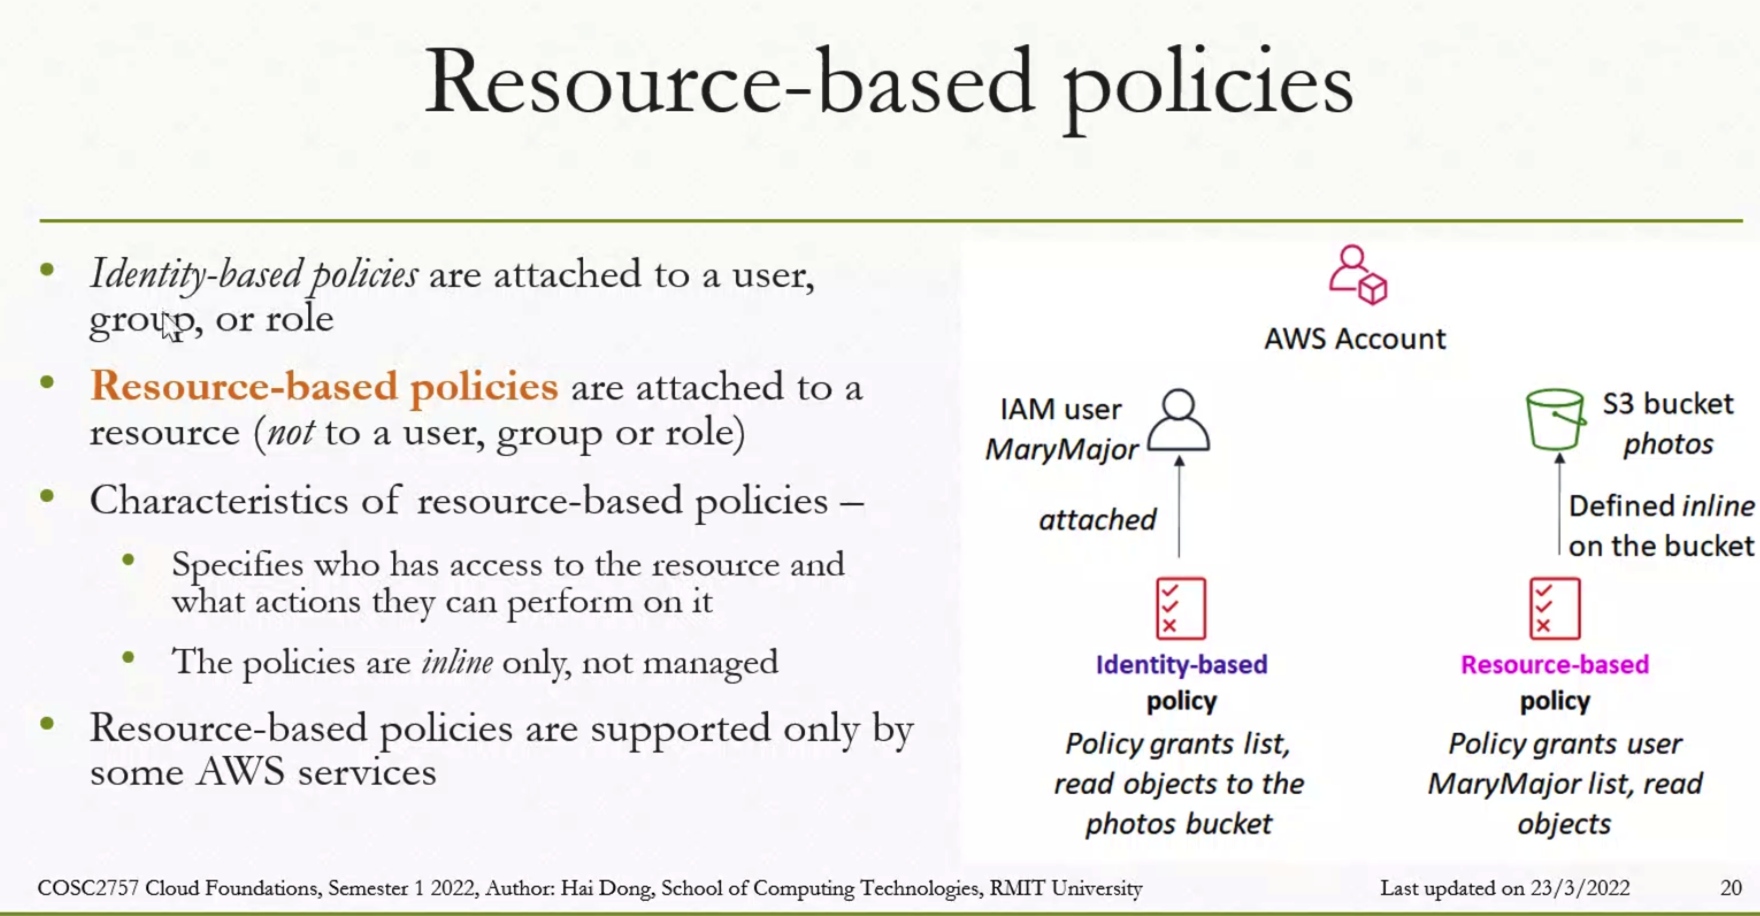 Resource-based policies
• Identity-based policies are attached to a user,
group, or role
• Resource-based policies are attached to a
resource (not to a user, group or role)
• Characteristics of resource-based policies –
• Specifies who has access to the resource and
what actions they can perform on it
• The policies are inline only, not managed
• Resource-based policies are supported only by
some AWS services
AWS Account
IAM user
MaryMajor
attached
Identity-based
policy
Policy grants list,
read objects to the
photos bucket
S3 bucket
photos
Defined inline
on the bucket
Resource-based
policy
Policy grants user
MaryMajor list, read
objects
COSC2757 Cloud Foundations, Semester 1 2022, Author: Hai Dong, School of Computing Technologies, RMIT University
Last updated on 23/3/2022
20